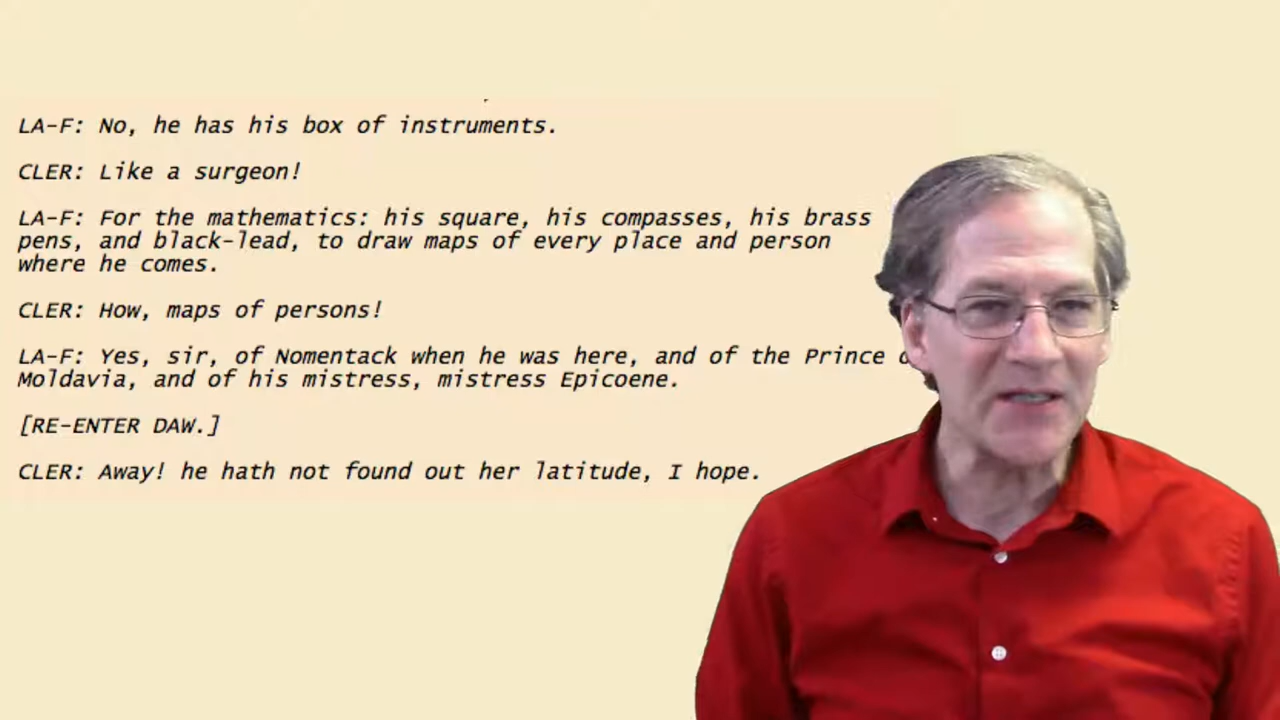 LA-F: No, he has his box of instruments.
CLER: Like a surgeon!
LA-F: For the mathematics: his square, his compasses, his brass
pens, and black-lead, to draw maps of every place and person
where he comes.
CLER: How, maps of persons!
LA-F: Yes, sir, of Nomentack when he was here, and of the Prince
Moldavia, and of his mistress, mistress Epicoene.
[RE-ENTER DAW.]
CLER: Away! he hath not found out her latitude, I hope.